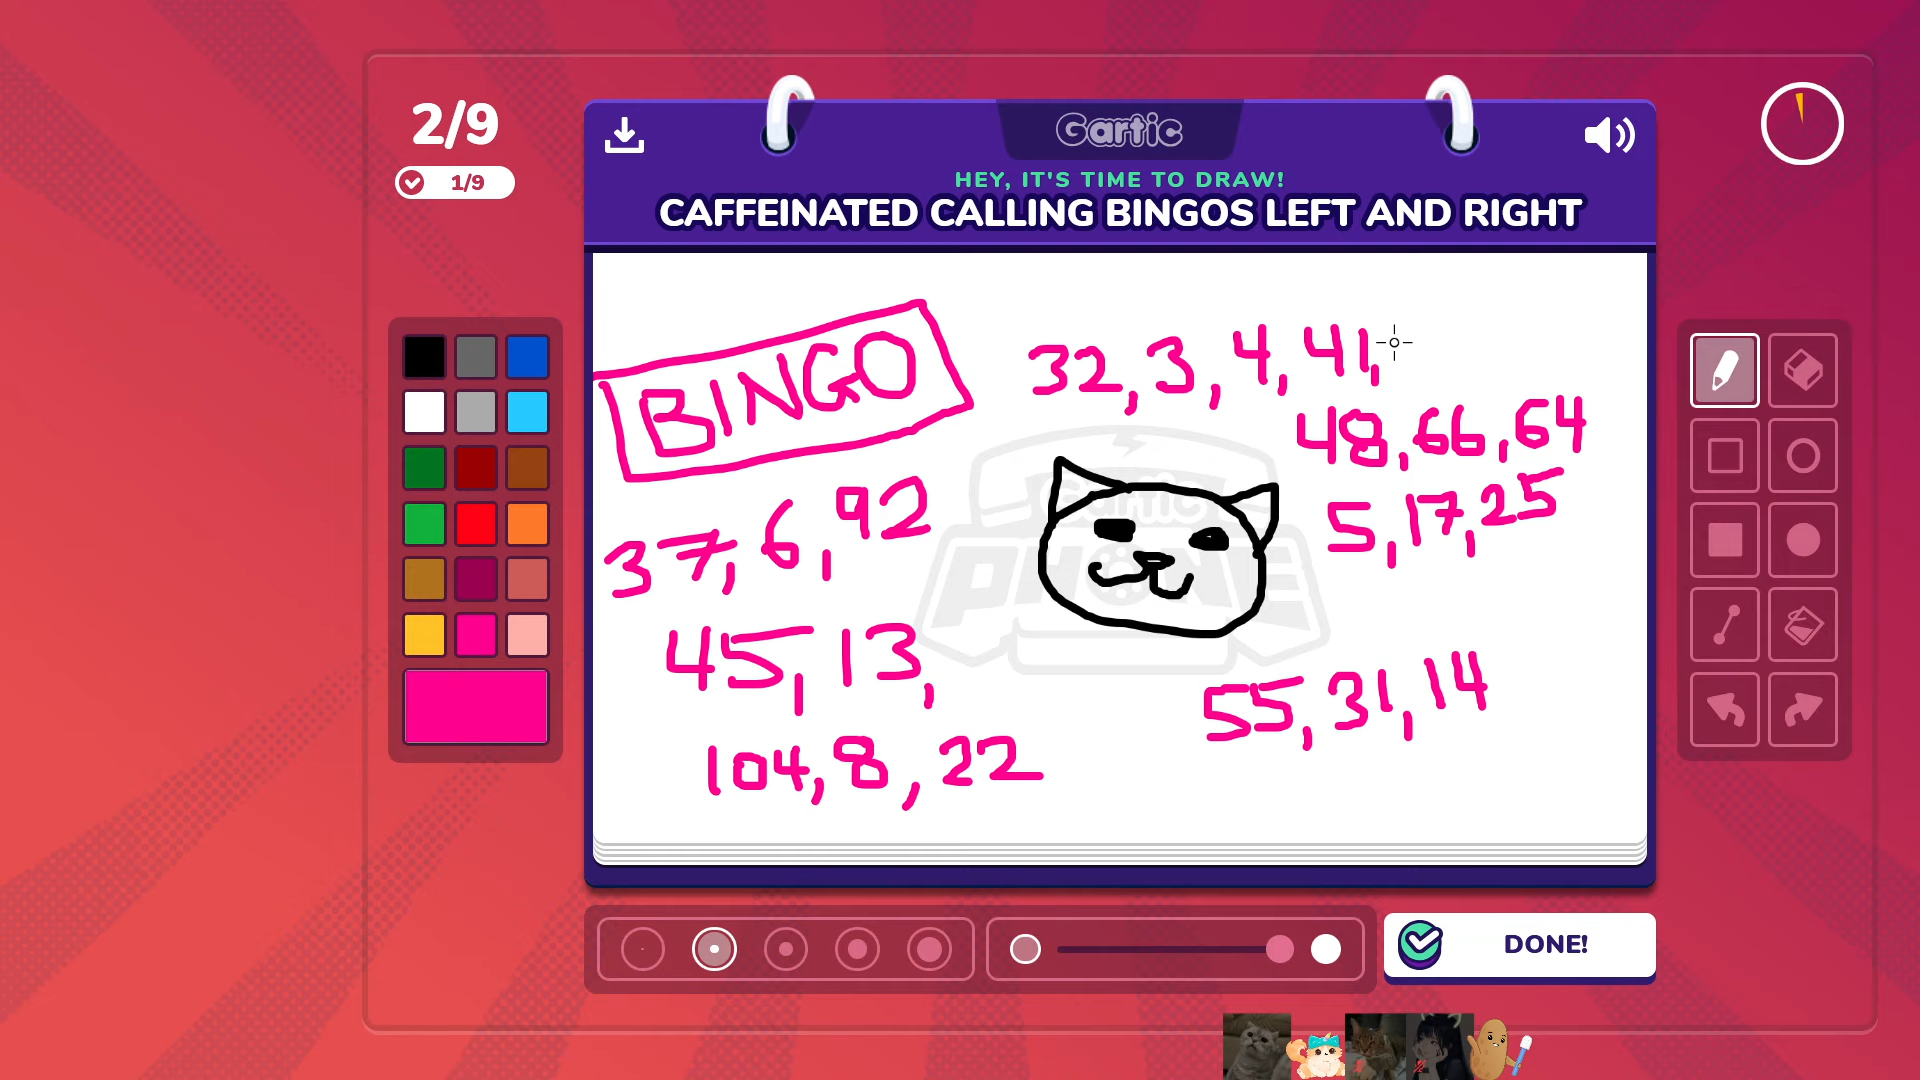 2/9
1/9
Gartic
HEY, IT'S TIME TO DRAW!
CAFFEINATED CALLING BINGOS LEFT AND RIGHT
BINGO
32, 3, 4, 41,
48, 66, 64
5, 17, 25
37, 6, 92
45, 13,
104, 8, 22
55, 31, 14
Gartic
PHONE
DONE!